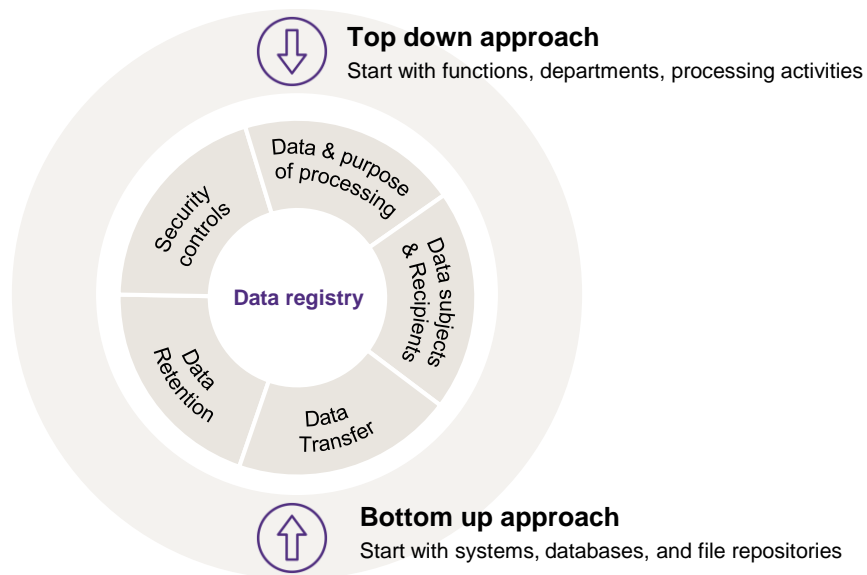 Top down approach
Start with functions, departments, processing activities
Data & purpose
of processing
Security
controls
Data subjects
& Recipients
Data registry
Data
Retention
Data
Transfer
Bottom up approach
Start with systems, databases, and file repositories